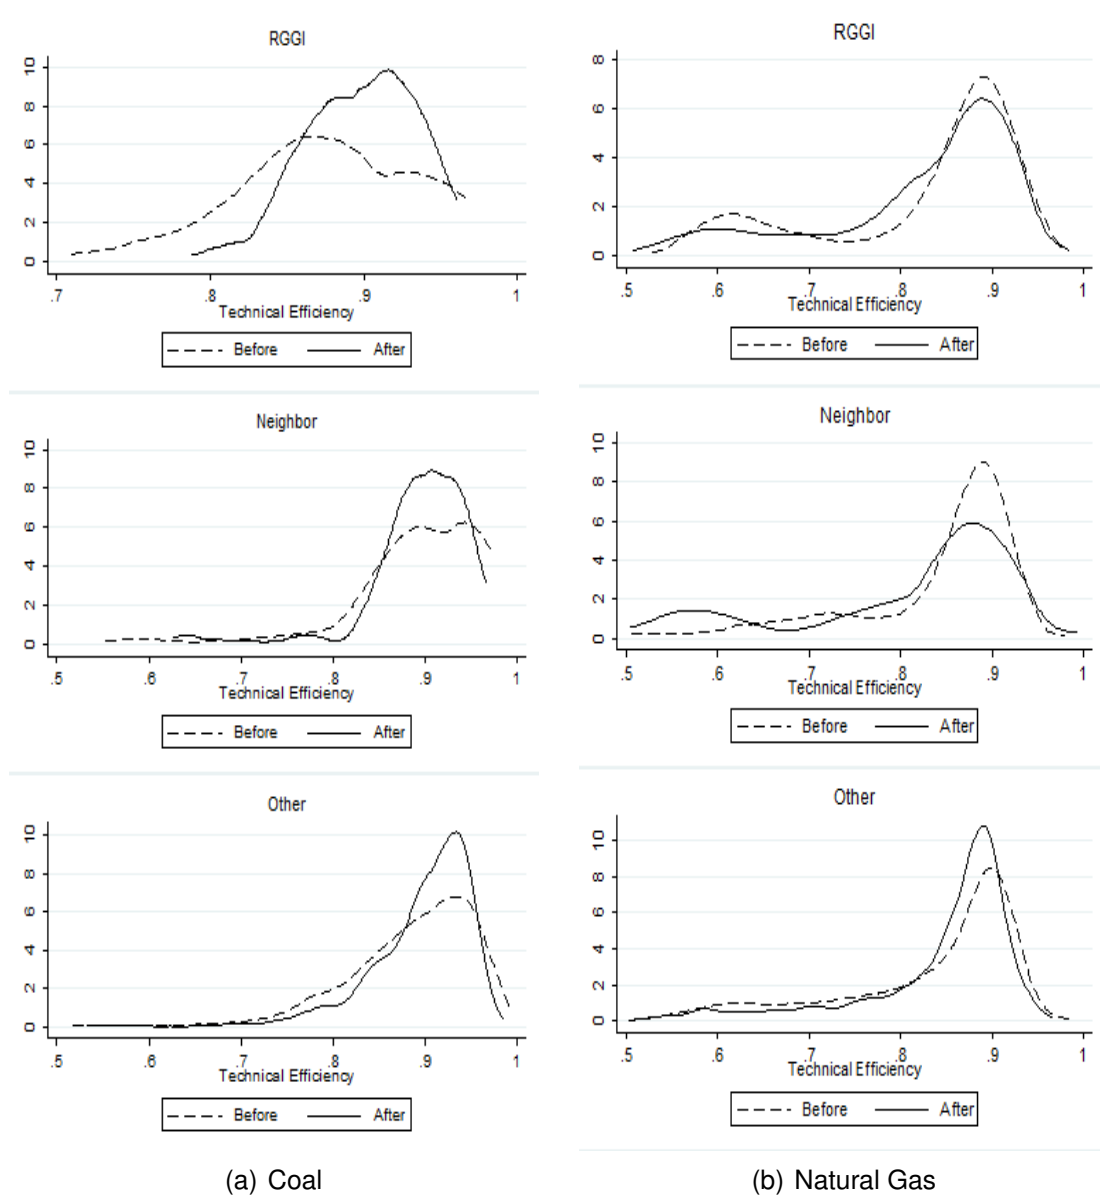 RGGI
0 2 4 6 8 10
.7 .8 .9 1
Technical Efficiency
Before After
Neighbor
0 2 4 6 8 10
.5 .6 .7 .8 .9 1
Technical Efficiency
Before After
Other
0 2 4 6 8 10
.5 .6 .7 .8 .9 1
Technical Efficiency
Before After
(a) Coal
RGGI
0 2 4 6 8
.5 .6 .7 .8 .9 1
Technical Efficiency
Before After
Neighbor
0 2 4 6 8 10
.5 .6 .7 .8 .9 1
Technical Efficiency
Before After
Other
0 2 4 6 8 10
.5 .6 .7 .8 .9 1
Technical Efficiency
Before After
(b) Natural Gas